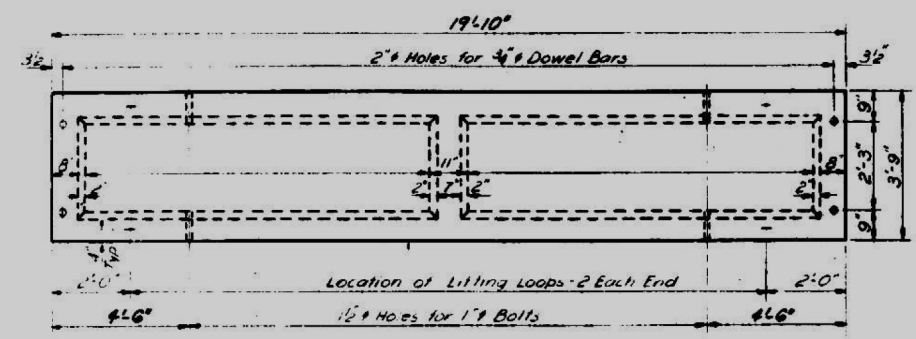 19'-10"
3½ 2"φ Holes for ¾"φ Dowel Bars 3½"
9"
8" 11" 8"
2'-3" 3'-9"
2" 7" 2" 2"
9"
4" Typ
2'-0" Location of Lifting Loops - 2 Each End 2'-0"
4'-6" 1½"φ Holes for 1"φ Bolts 4'-6"